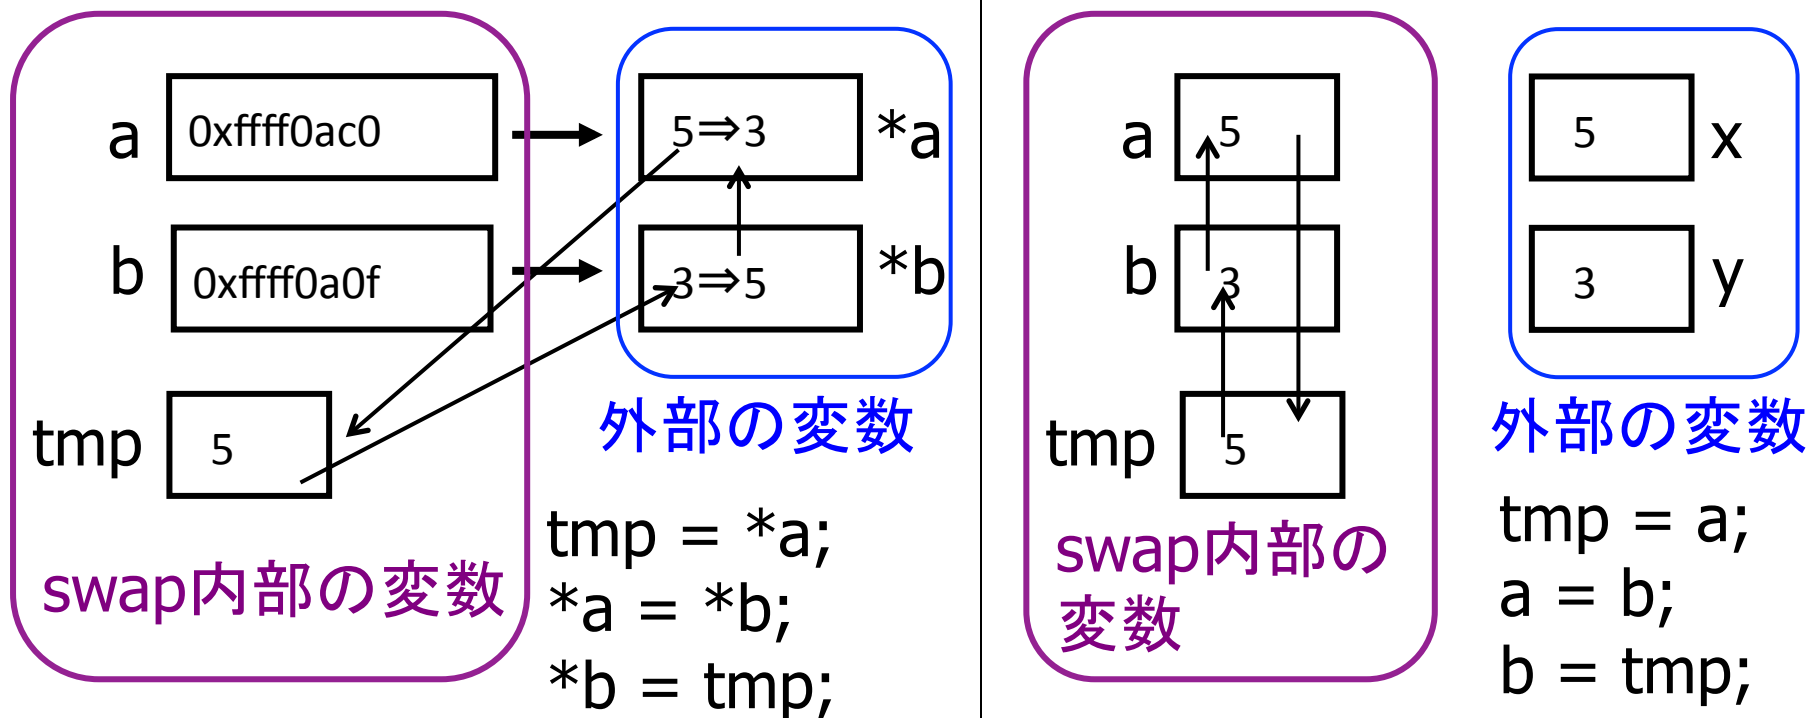 a 0xffff0ac0 5⇒3 *a
b 0xffff0a0f 3⇒5 *b
tmp 5
外部の変数
swap内部の変数
tmp = *a;
*a = *b;
*b = tmp;
a 5
b 3
tmp 5
swap内部の
変数
5 x
3 y
外部の変数
tmp = a;
a = b;
b = tmp;